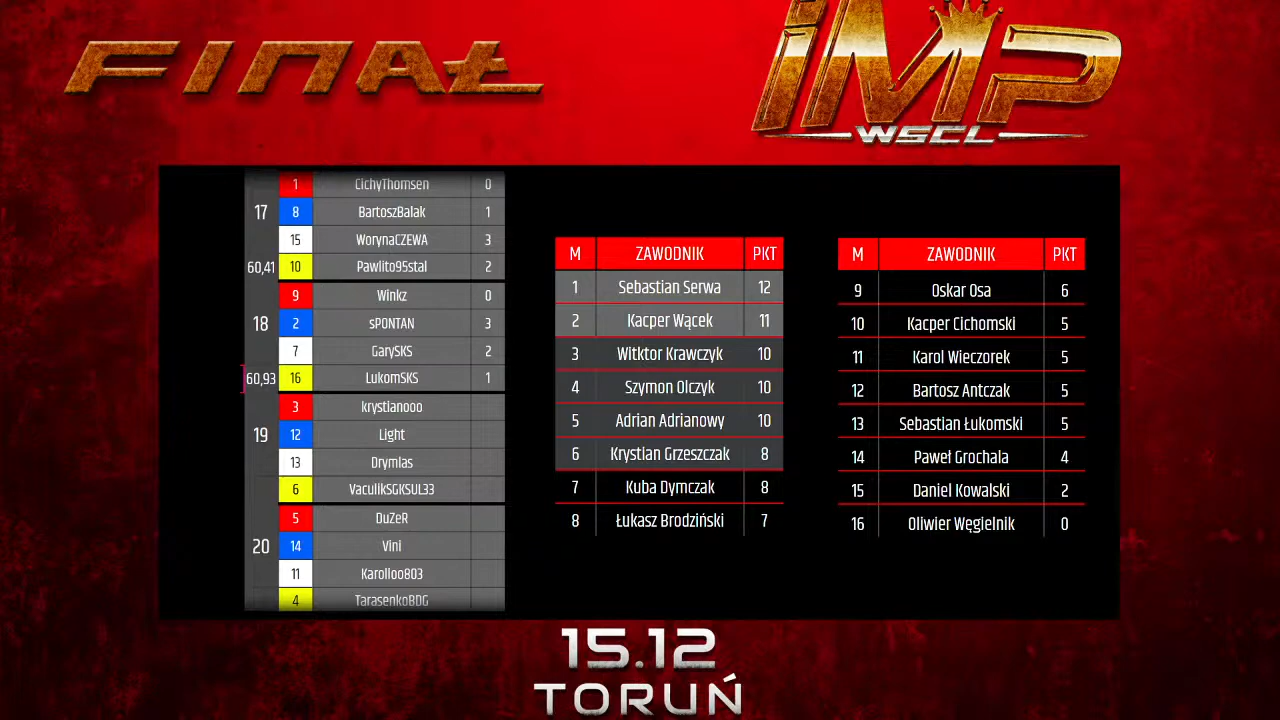 FINAŁ
iMP
WSCL
1 CichyThomsen 0
17 8 BartoszBalak 1
15 WorynaCZEWA 3
60,41 10 Pawlito95stal 2
9 Winkz 0
18 2 sPONTAN 3
7 GarySKS 2
60,93 16 LukomSKS 1
3 krystianooo
19 12 Light
13 Drymlas
6 VaculikSGKSUL33
5 DuZeR
20 14 Vini
11 Karolloo803
4 TarasenkoBDG
M ZAWODNIK PKT
1 Sebastian Serwa 12
2 Kacper Wącek 11
3 Witktor Krawczyk 10
4 Szymon Olczyk 10
5 Adrian Adrianowy 10
6 Krystian Grzeszczak 8
7 Kuba Dymczak 8
8 Łukasz Brodziński 7
M ZAWODNIK PKT
9 Oskar Osa 6
10 Kacper Cichomski 5
11 Karol Wieczorek 5
12 Bartosz Antczak 5
13 Sebastian Łukomski 5
14 Paweł Grochala 4
15 Daniel Kowalski 2
16 Oliwier Węgielnik 0
15.12
TORUŃ